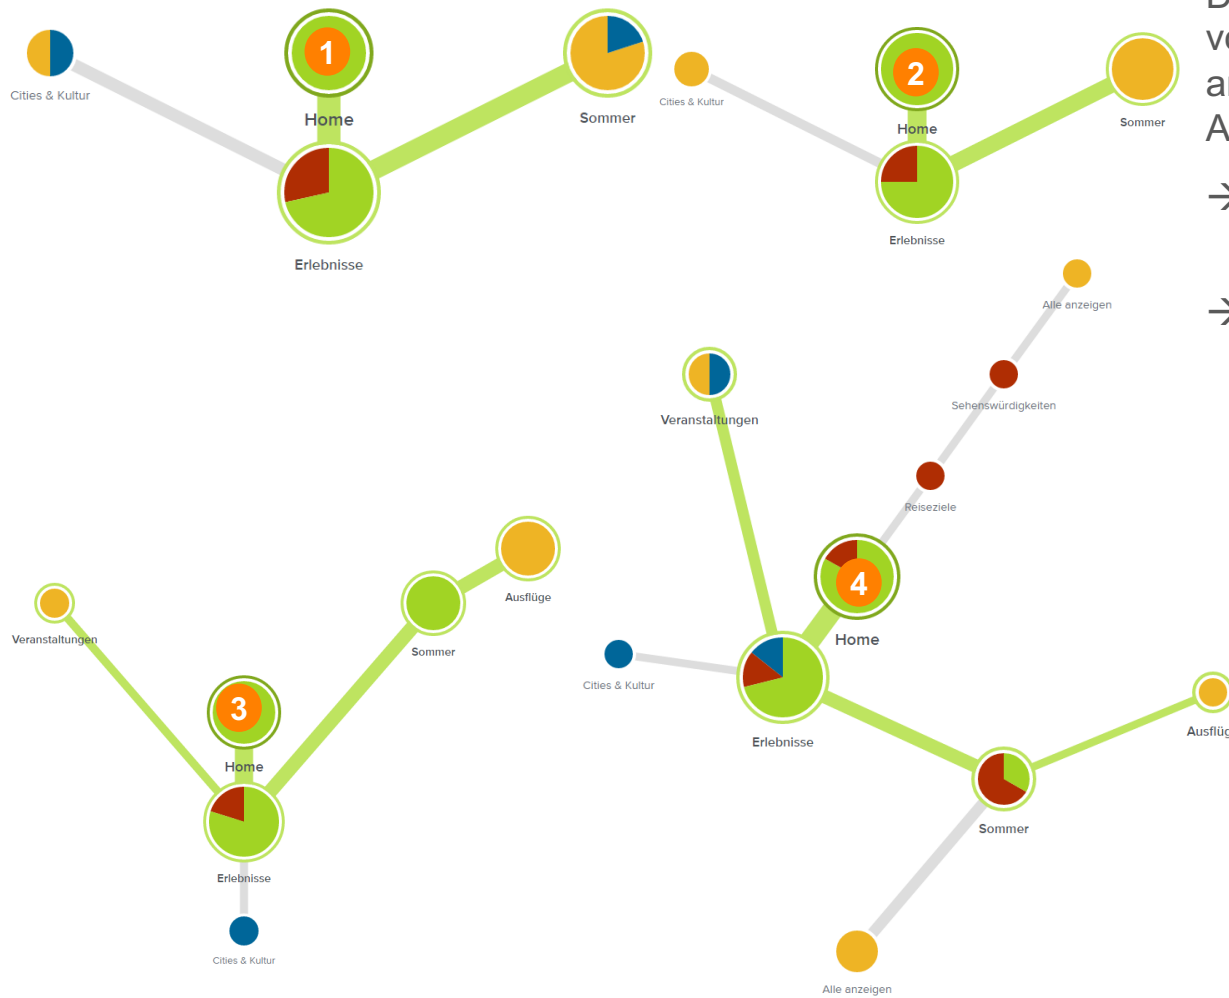 1
Home
Cities & Kultur
Sommer
Erlebnisse
2
Cities & Kultur
Home
Sommer
Erlebnisse
→
→
3
Veranstaltungen
Ausflüge
Sommer
Home
Erlebnisse
Cities & Kultur
Alle anzeigen
Sehenswürdigkeiten
Veranstaltungen
Reiseziele
4
Home
Cities & Kultur
Erlebnisse
Sommer
Alle anzeigen